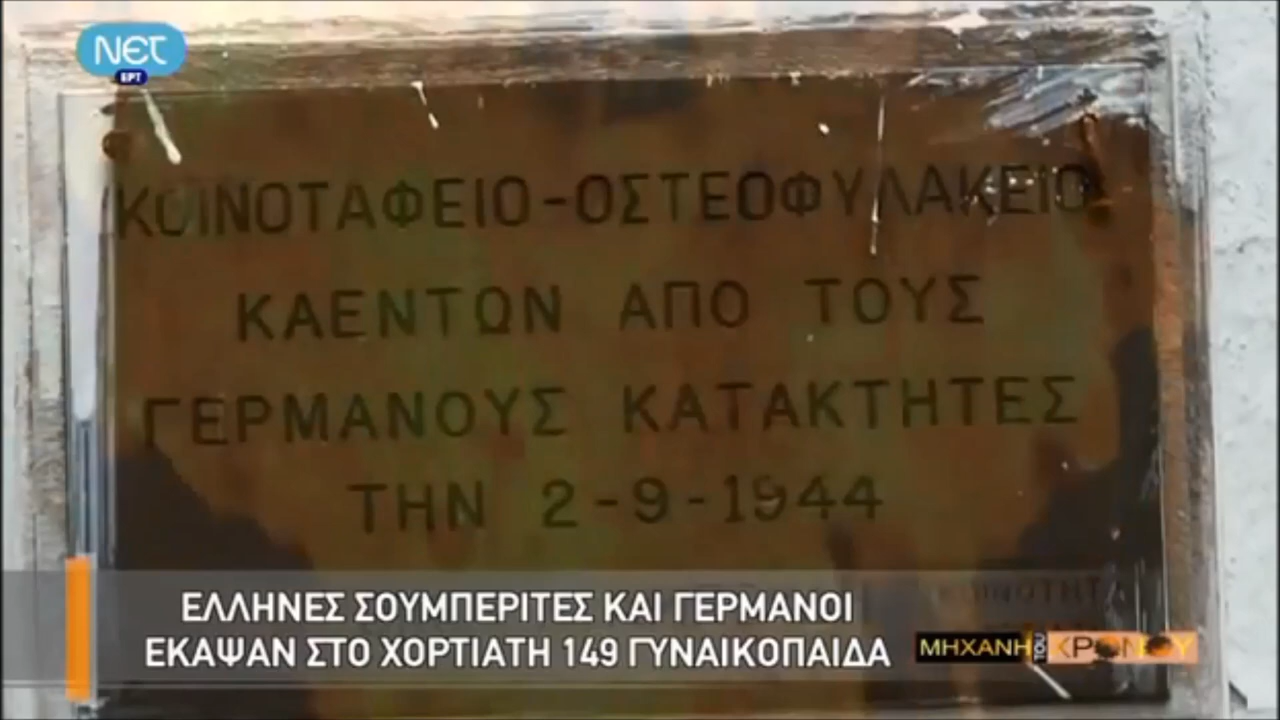 ΝΕΤ
ΕΡΤ
ΚΟΙΝΟΤΑΦΕΙΟ-ΟΣΤΕΟΦΥΛΑΚΕΙΟ
ΚΑΕΝΤΩΝ ΑΠΟ ΤΟΥΣ
ΓΕΡΜΑΝΟΥΣ ΚΑΤΑΚΤΗΤΕΣ
ΤΗΝ 2-9-1944
ΕΛΛΗΝΕΣ ΣΟΥΜΠΕΡΙΤΕΣ ΚΑΙ ΓΕΡΜΑΝΟΙ
ΕΚΑΨΑΝ ΣΤΟ ΧΟΡΤΙΑΤΗ 149 ΓΥΝΑΙΚΟΠΑΙΔΑ
ΜΗΧΑΝΗ ΤΟΥ ΧΡΟΝΟΥ